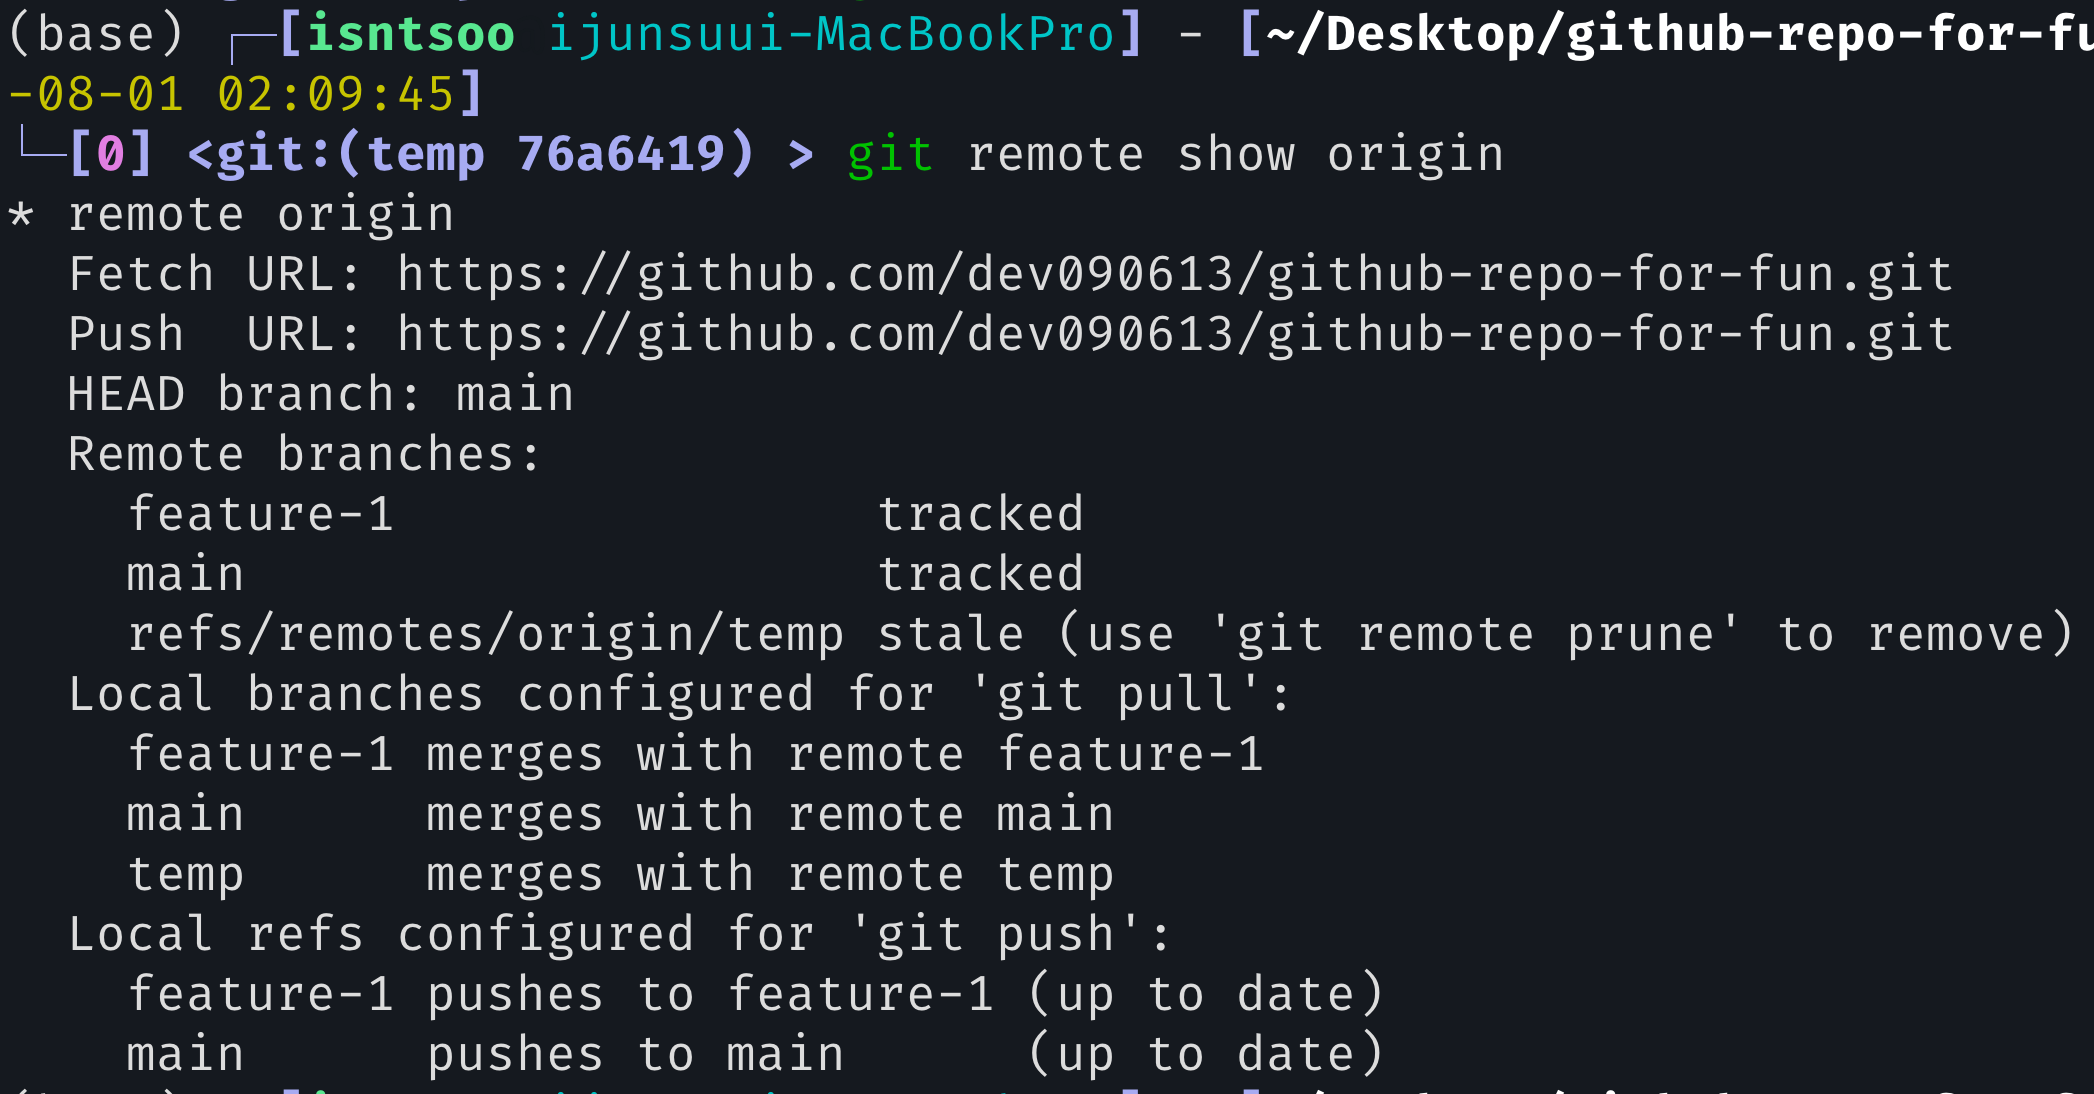 (base) ┌─[isntsoo ijunsuui-MacBookPro] - [~/Desktop/github-repo-for-fu
-08-01 02:09:45]
└─[0] <git:(temp 76a6419) > git remote show origin
* remote origin
  Fetch URL: https://github.com/dev090613/github-repo-for-fun.git
  Push  URL: https://github.com/dev090613/github-repo-for-fun.git
  HEAD branch: main
  Remote branches:
    feature-1                tracked
    main                     tracked
    refs/remotes/origin/temp stale (use 'git remote prune' to remove)
  Local branches configured for 'git pull':
    feature-1 merges with remote feature-1
    main      merges with remote main
    temp      merges with remote temp
  Local refs configured for 'git push':
    feature-1 pushes to feature-1 (up to date)
    main      pushes to main      (up to date)